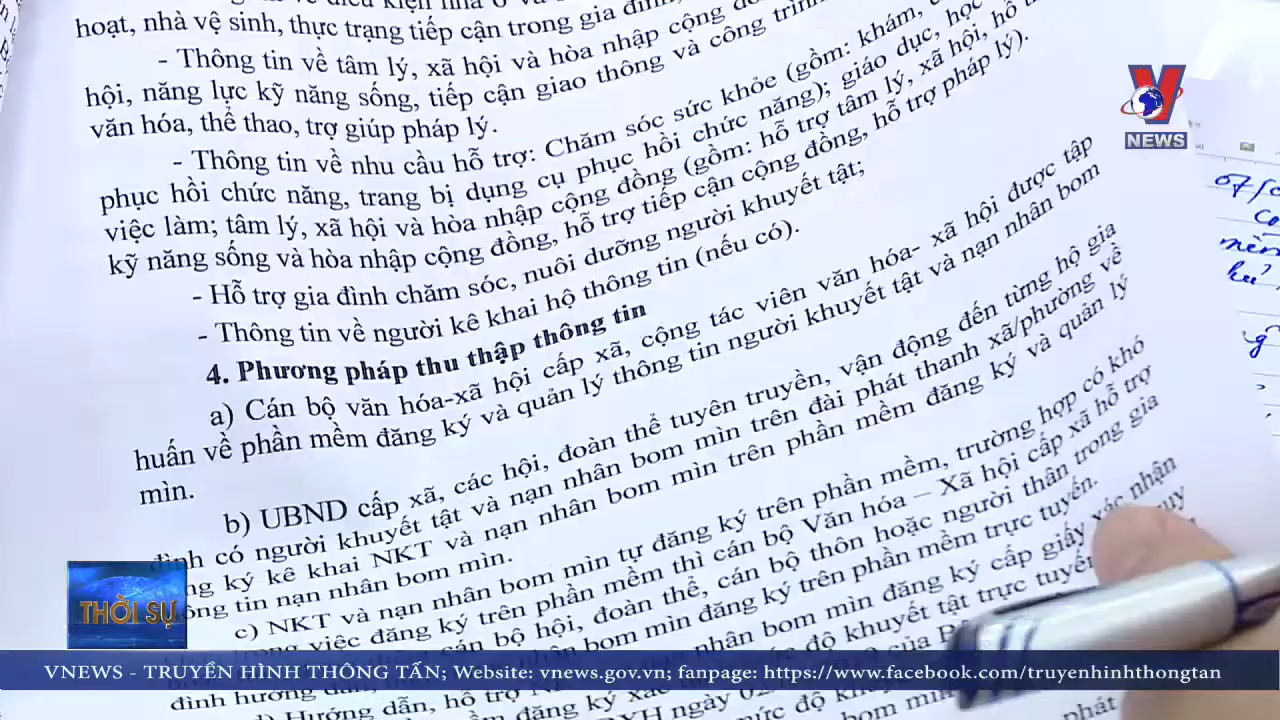 hoạt, nhà vệ sinh, thực trạng tiếp cận trong gia đình,
- Thông tin về tâm lý, xã hội và hòa nhập cộng
hội, năng lực kỹ năng sống, tiếp cận giao thông và công trình
văn hóa, thể thao, trợ giúp pháp lý.
- Thông tin về nhu cầu hỗ trợ: Chăm sóc sức khỏe (gồm: khám,
phục hồi chức năng, trang bị dụng cụ phục hồi chức năng); giáo dục, học
việc làm; tâm lý, xã hội và hòa nhập cộng đồng (gồm: hỗ trợ tâm lý, xã hội, hỗ
kỹ năng sống và hòa nhập cộng đồng, hỗ trợ tiếp cận cộng đồng, hỗ trợ pháp lý).
- Hỗ trợ gia đình chăm sóc, nuôi dưỡng người khuyết tật;
- Thông tin về người kê khai hộ thông tin (nếu có).
4. Phương pháp thu thập thông tin
a) Cán bộ văn hóa-xã hội cấp xã, cộng tác viên văn hóa- xã hội được tập
huấn về phần mềm đăng ký và quản lý thông tin người khuyết tật và nạn nhân bom
mìn.
b) UBND cấp xã, các hội, đoàn thể tuyên truyền, vận động đến từng hộ gia
đình có người khuyết tật và nạn nhân bom mìn trên đài phát thanh xã/phường về
ký kê khai NKT và nạn nhân bom mìn trên phần mềm đăng ký và quản lý
tin nạn nhân bom mìn.
c) NKT và nạn nhân bom mìn tự đăng ký trên phần mềm, trường hợp có khó
việc đăng ký trên phần mềm thì cán bộ Văn hóa – Xã hội cấp xã hỗ trợ
cán bộ hội, đoàn thể, cán bộ thôn hoặc người thân trong gia
đình hướng bom mìn đăng ký trên phần mềm trực tuyến.
Hướng dẫn, hỗ trợ nhân bom mìn đăng ký cấp giấy xác nhận
đăng ký độ khuyết tật trực tuyến
ngày của
mức độ
bom
phát
V
NEWS
07
THỜI SỰ
VNEWS - TRUYỀN HÌNH THÔNG TẤN; Website: vnews.gov.vn; fanpage: https://www.facebook.com/truyenhinhthongtan